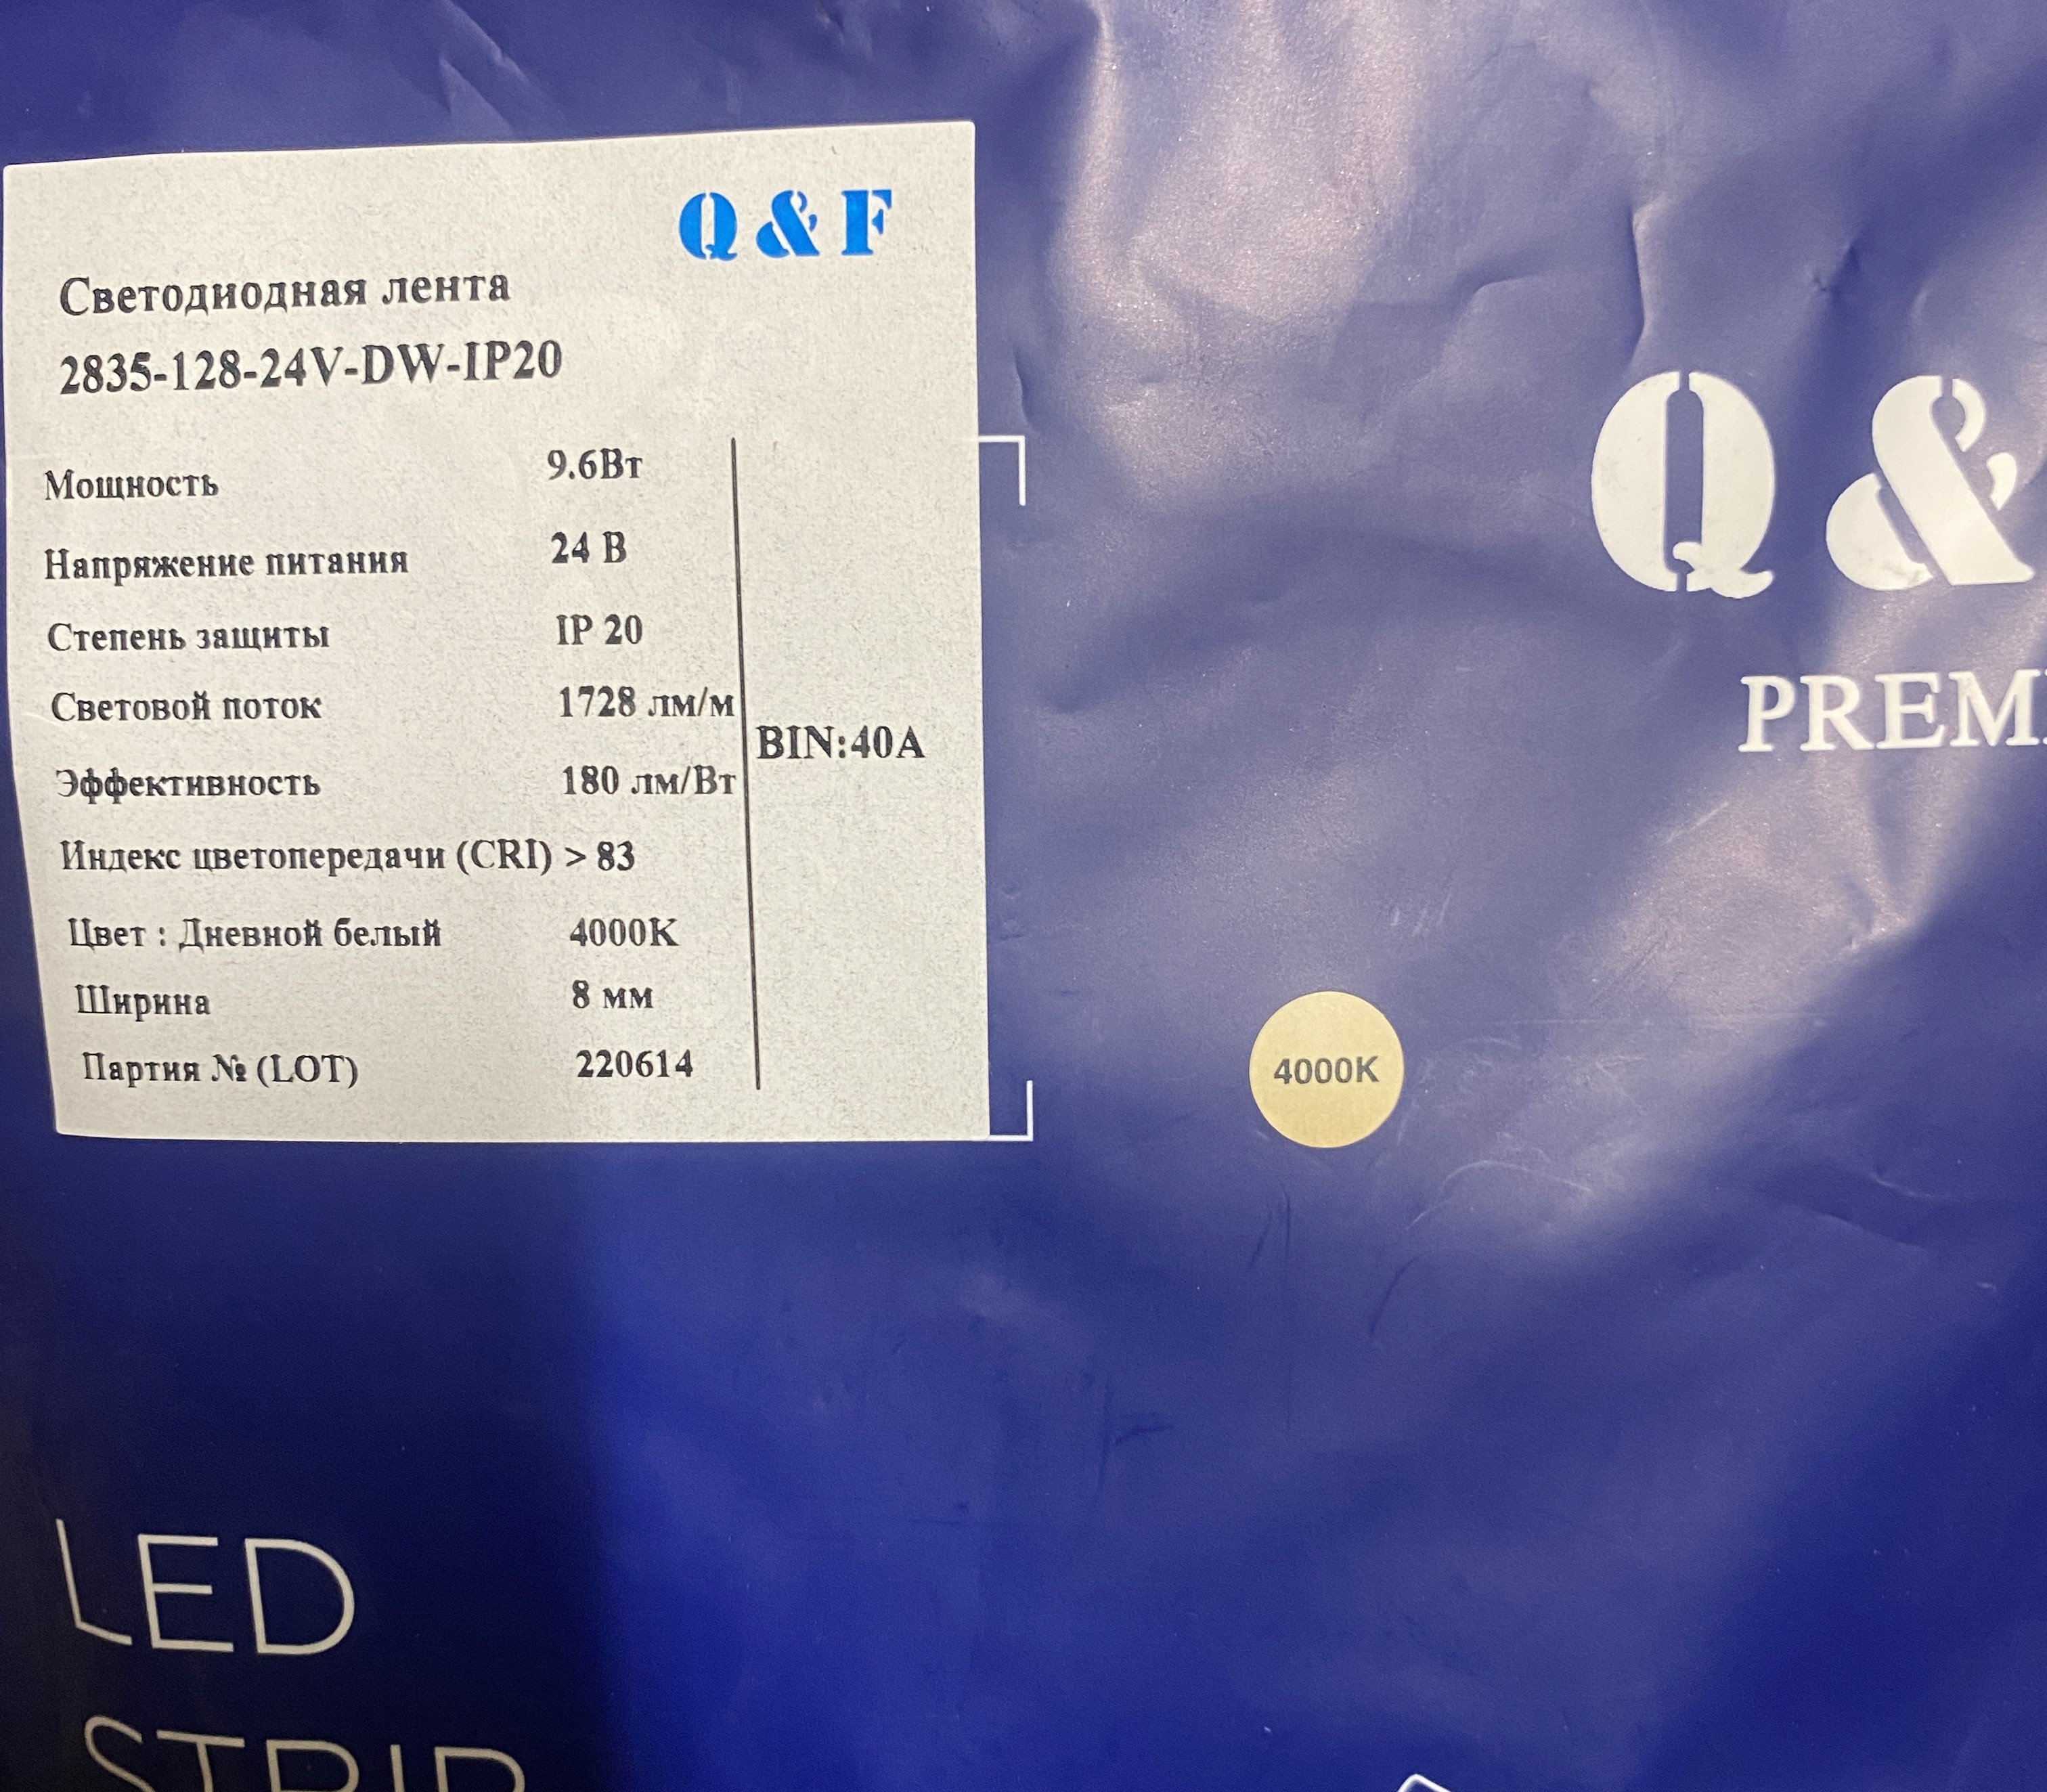 Q & F
Светодиодная лента
2835-128-24V-DW-IP20
Мощность 9.6Вт
Напряжение питания 24 В
Степень защиты IP 20
Световой поток 1728 лм/м
Эффективность 180 лм/Вт
BIN:40A
Индекс цветопередачи (CRI) > 83
Цвет : Дневной белый 4000K
Ширина 8 мм
Партия № (LOT) 220614
Q &
PREM
4000K
LED
STRIP